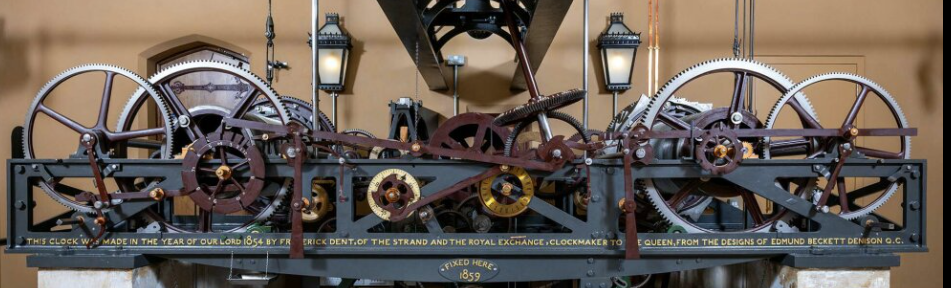 THIS CLOCK WAS MADE IN THE YEAR OF OUR LORD 1854 BY FREDERICK DENT, OF THE STRAND AND THE ROYAL EXCHANGE, CLOCKMAKER TO THE QUEEN, FROM THE DESIGNS OF EDMUND BECKETT DENISON Q.C.
FIXED HERE
1859